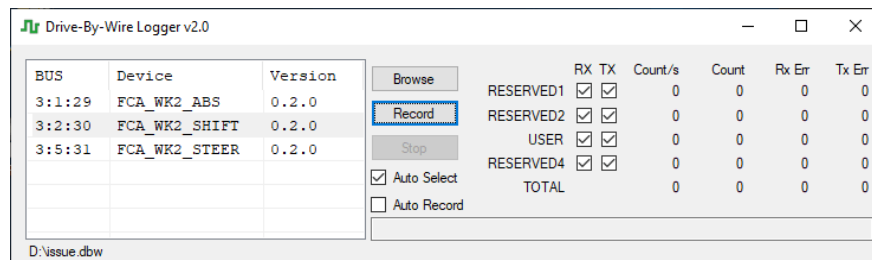 Drive-By-Wire Logger v2.0
BUS Device Version
3:1:29 FCA_WK2_ABS 0.2.0
3:2:30 FCA_WK2_SHIFT 0.2.0
3:5:31 FCA_WK2_STEER 0.2.0
Browse
Record
Stop
Auto Select
Auto Record
RX TX Count/s Count Rx Err Tx Err
RESERVED1 0 0 0 0
RESERVED2 0 0 0 0
USER 0 0 0 0
RESERVED4 0 0 0 0
TOTAL 0 0 0 0
D:\issue.dbw